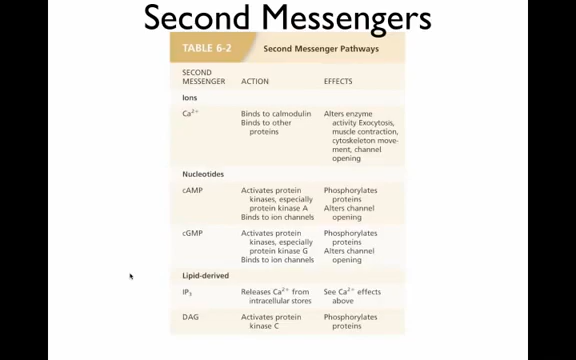 Second Messengers
TABLE 6-2 Second Messenger Pathways
SECOND
MESSENGER ACTION EFFECTS
Ions
Ca2+ Binds to calmodulin Alters enzyme
Binds to other activity Exocytosis,
proteins muscle contraction,
cytoskeleton move-
ment, channel
opening
Nucleotides
cAMP Activates protein Phosphorylates
kinases, especially proteins
protein kinase A Alters channel
Binds to ion channels opening
cGMP Activates protein Phosphorylates
kinases, especially proteins
protein kinase G Alters channel
Binds to ion channels opening
Lipid-derived
IP3 Releases Ca2+ from See Ca2+ effects
intracellular stores above
DAG Activates protein Phosphorylates
kinase C proteins